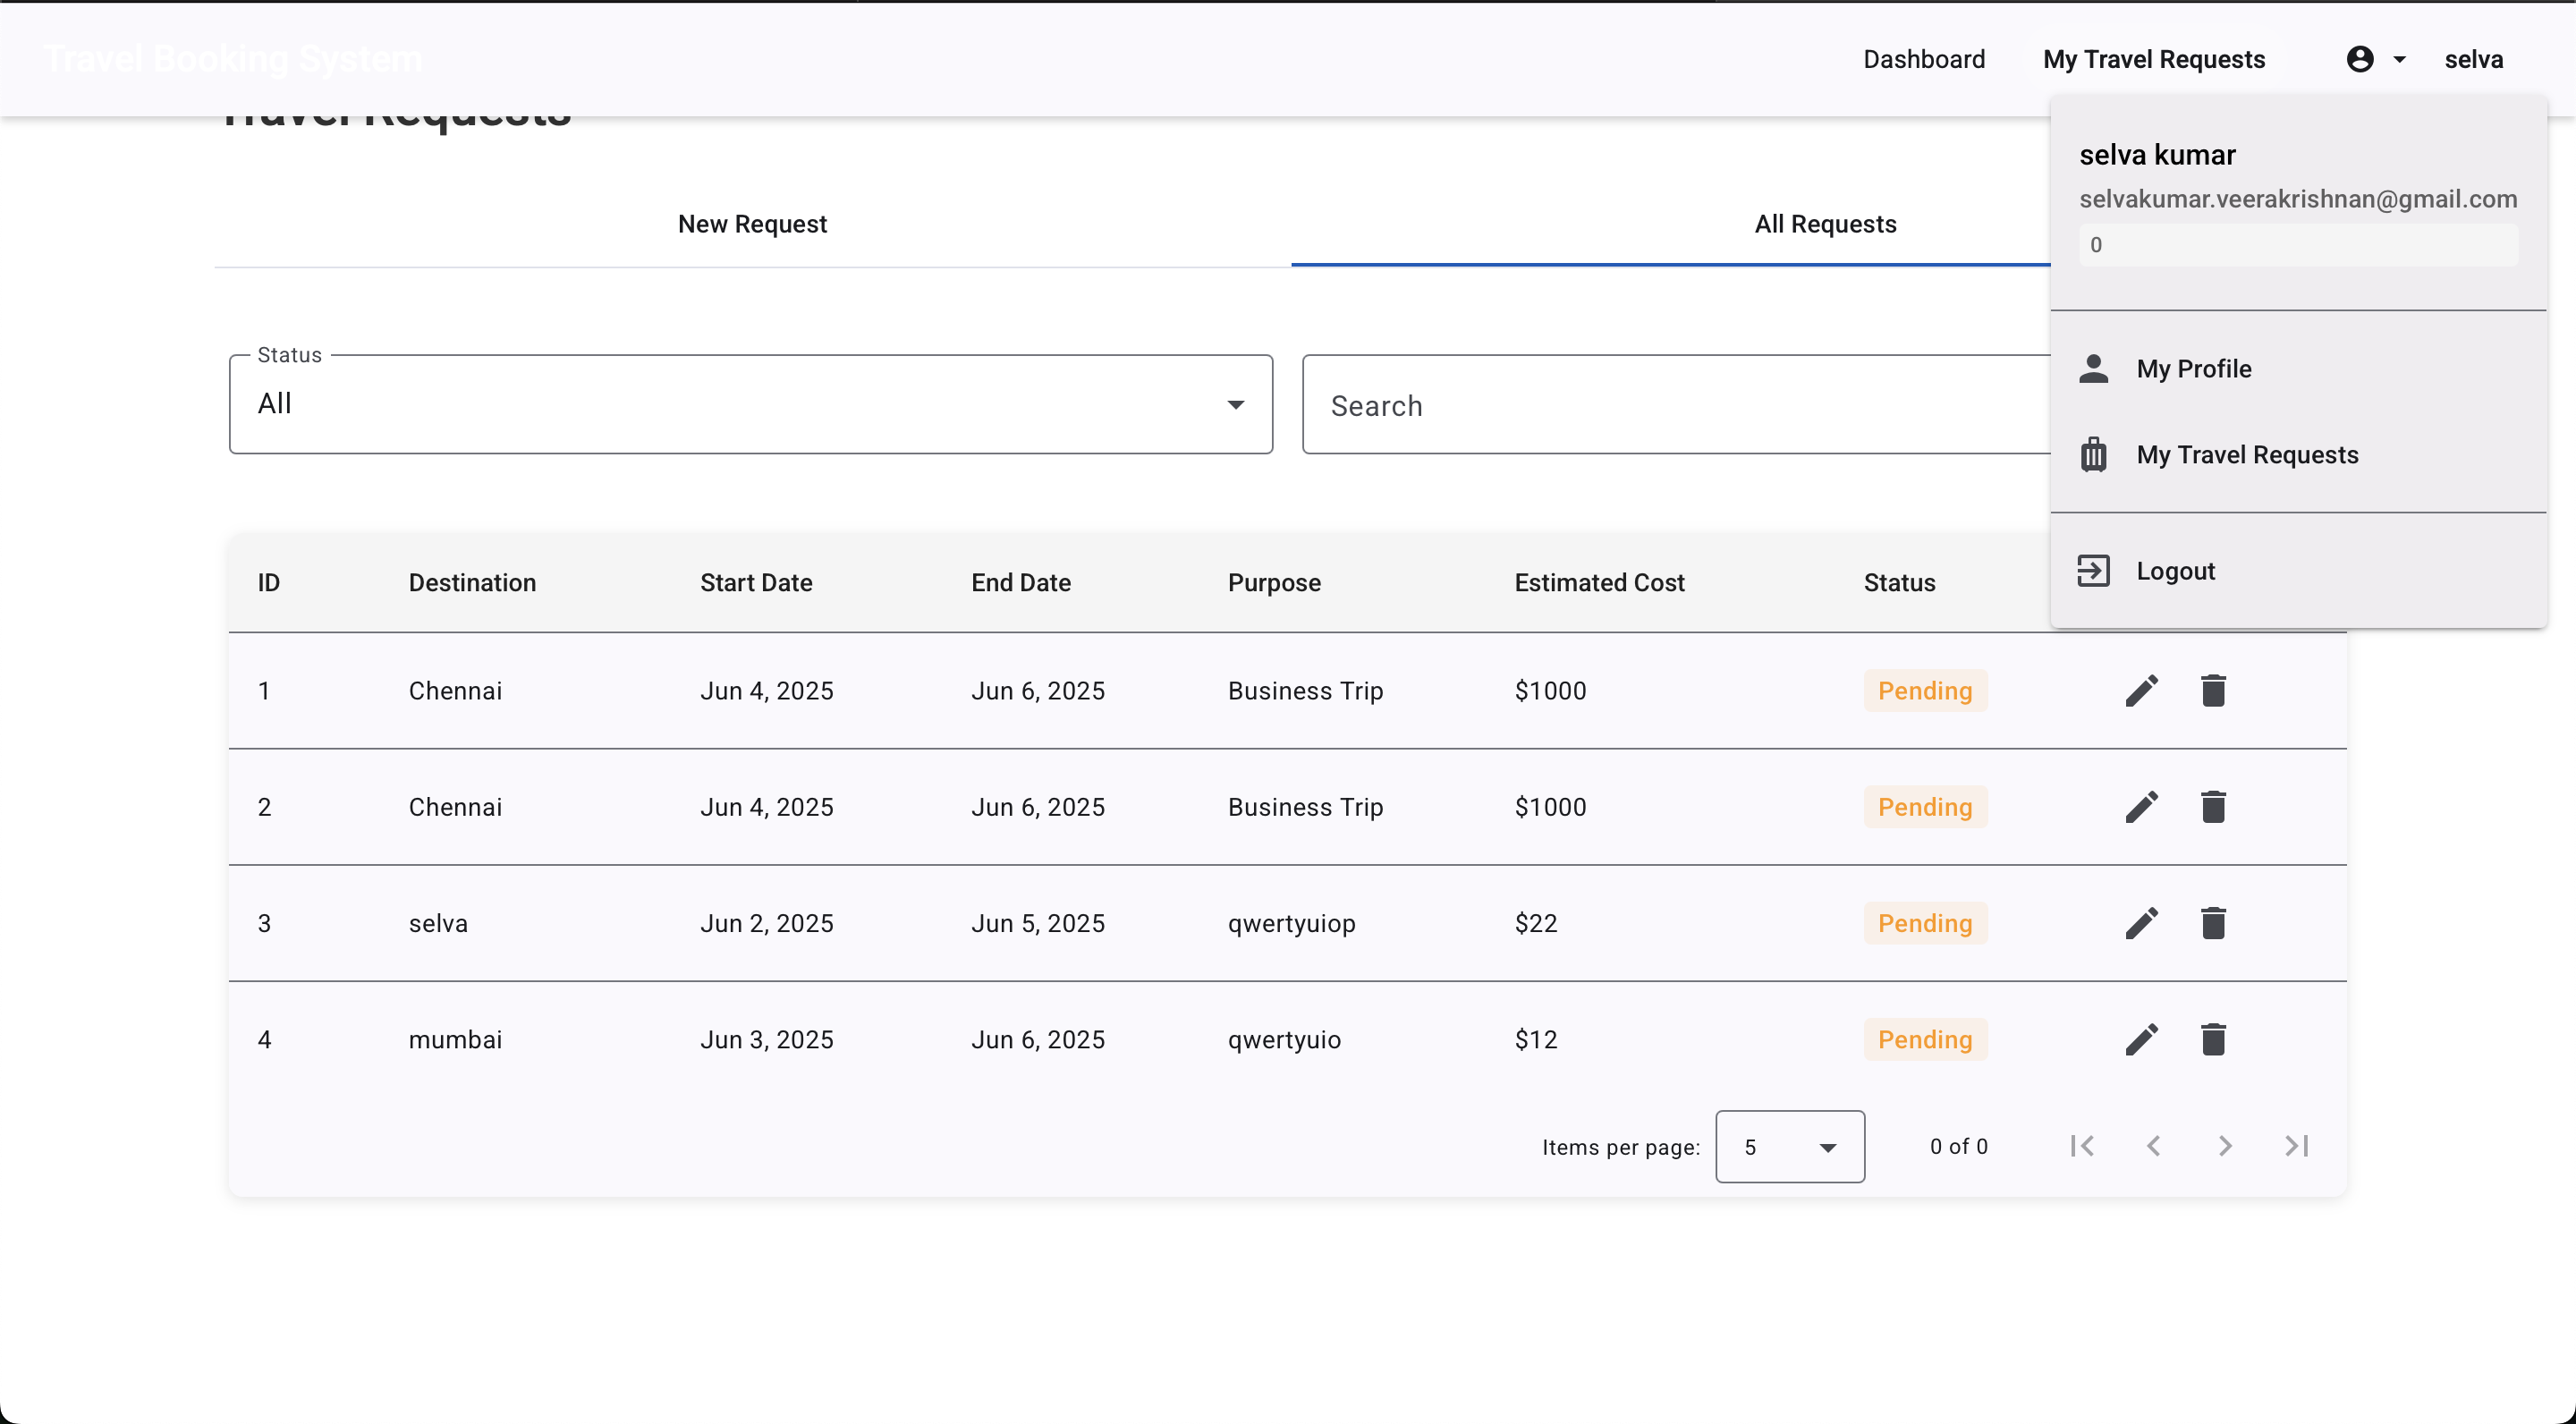 Travel Booking System
Dashboard
My Travel Requests
selva
Travel Requests
selva kumar
selvakumar.veerakrishnan@gmail.com
0
My Profile
My Travel Requests
Logout
New Request
All Requests
Status
All
Search
ID Destination Start Date End Date Purpose Estimated Cost Status
1 Chennai Jun 4, 2025 Jun 6, 2025 Business Trip $1000 Pending
2 Chennai Jun 4, 2025 Jun 6, 2025 Business Trip $1000 Pending
3 selva Jun 2, 2025 Jun 5, 2025 qwertyuiop $22 Pending
4 mumbai Jun 3, 2025 Jun 6, 2025 qwertyuio $12 Pending
Items per page: 5 0 of 0